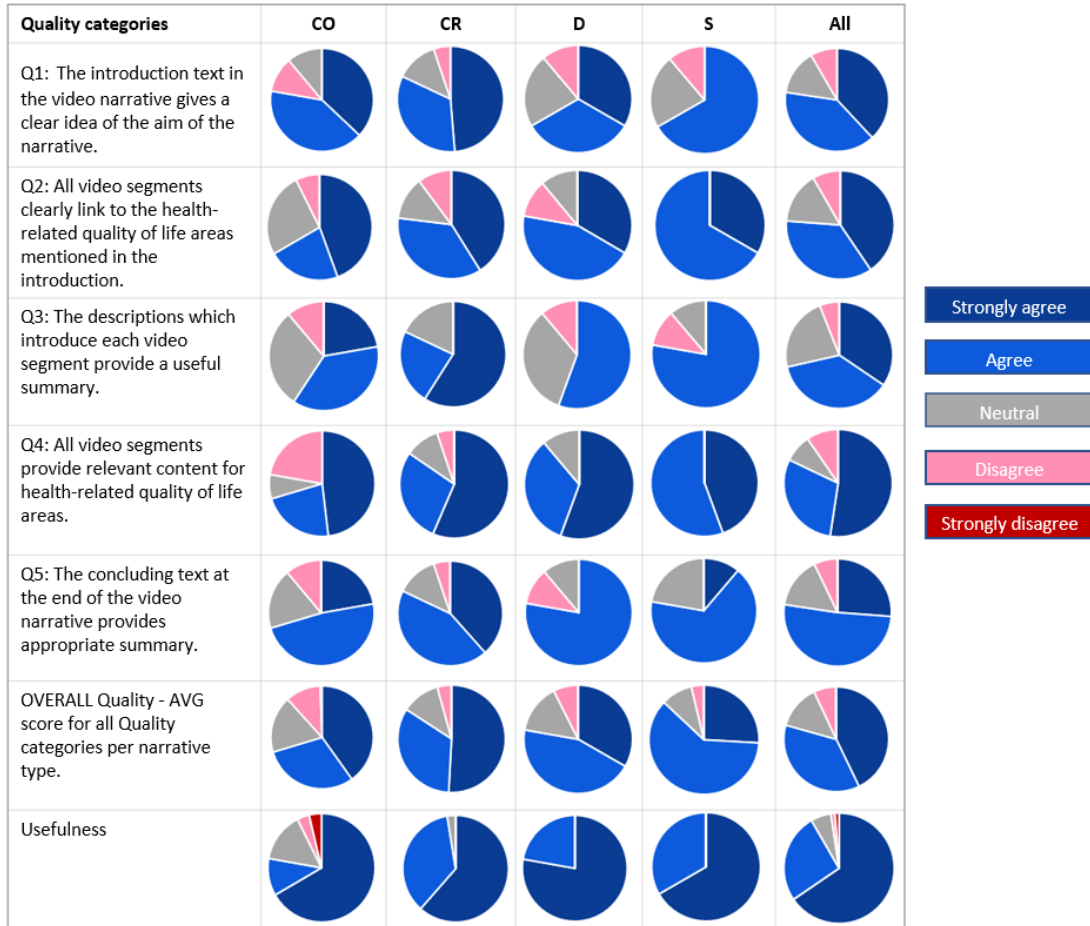 Quality categories CO CR D S All
Q1: The introduction text in
the video narrative gives a
clear idea of the aim of the
narrative.
Q2: All video segments
clearly link to the health-
related quality of life areas
mentioned in the
introduction.
Q3: The descriptions which
introduce each video
segment provide a useful
summary.
Q4: All video segments
provide relevant content for
health-related quality of life
areas.
Q5: The concluding text at
the end of the video
narrative provides
appropriate summary.
OVERALL Quality - AVG
score for all Quality
categories per narrative
type.
Usefulness
Strongly agree
Agree
Neutral
Disagree
Strongly disagree